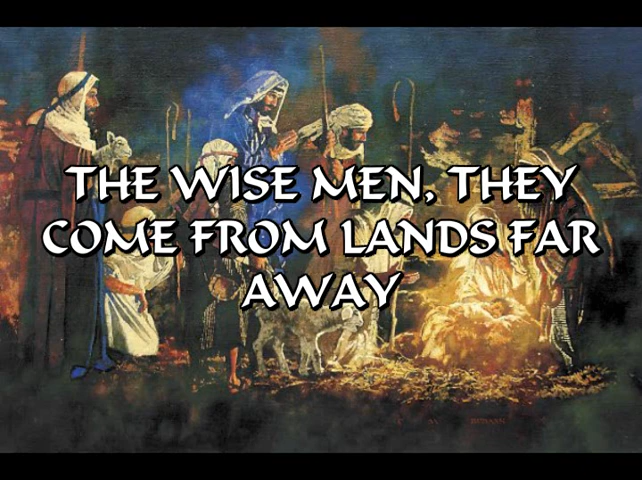 THE WISE MEN, THEY
COME FROM LANDS FAR
AWAY